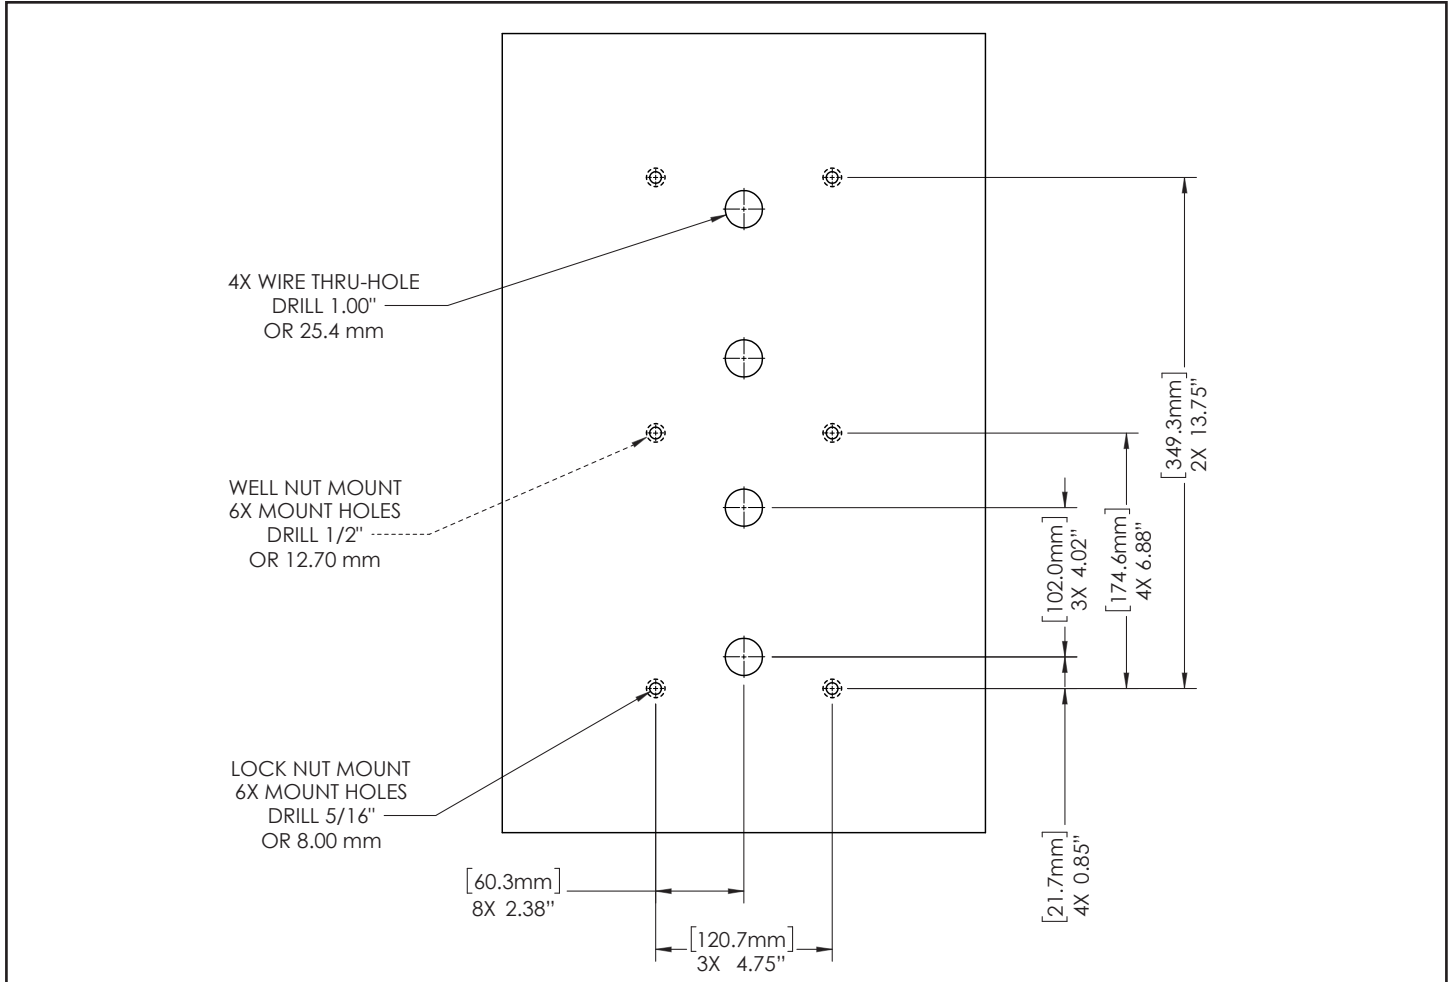 4X WIRE THRU-HOLE
DRILL 1.00"
OR 25.4 mm
WELL NUT MOUNT
6X MOUNT HOLES
DRILL 1/2"
OR 12.70 mm
LOCK NUT MOUNT
6X MOUNT HOLES
DRILL 5/16"
OR 8.00 mm
[60.3mm]
8X 2.38”
[120.7mm]
3X 4.75”
[21.7mm]
4X 0.85”
[102.0mm]
3X 4.02”
[174.6mm]
4X 6.88”
[349.3mm]
2X 13.75”